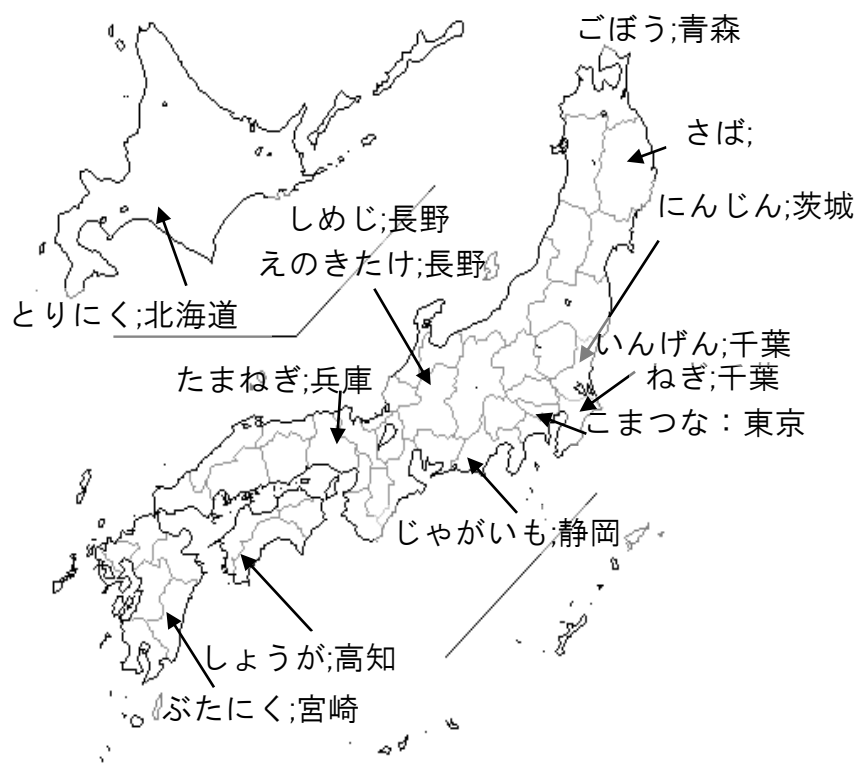 ごぼう;青森
さば;
にんじん;茨城
しめじ;長野
えのきたけ;長野
とりにく;北海道
いんげん;千葉
たまねぎ;兵庫
ねぎ;千葉
こまつな：東京
じゃがいも;静岡
しょうが;高知
ぶたにく;宮崎